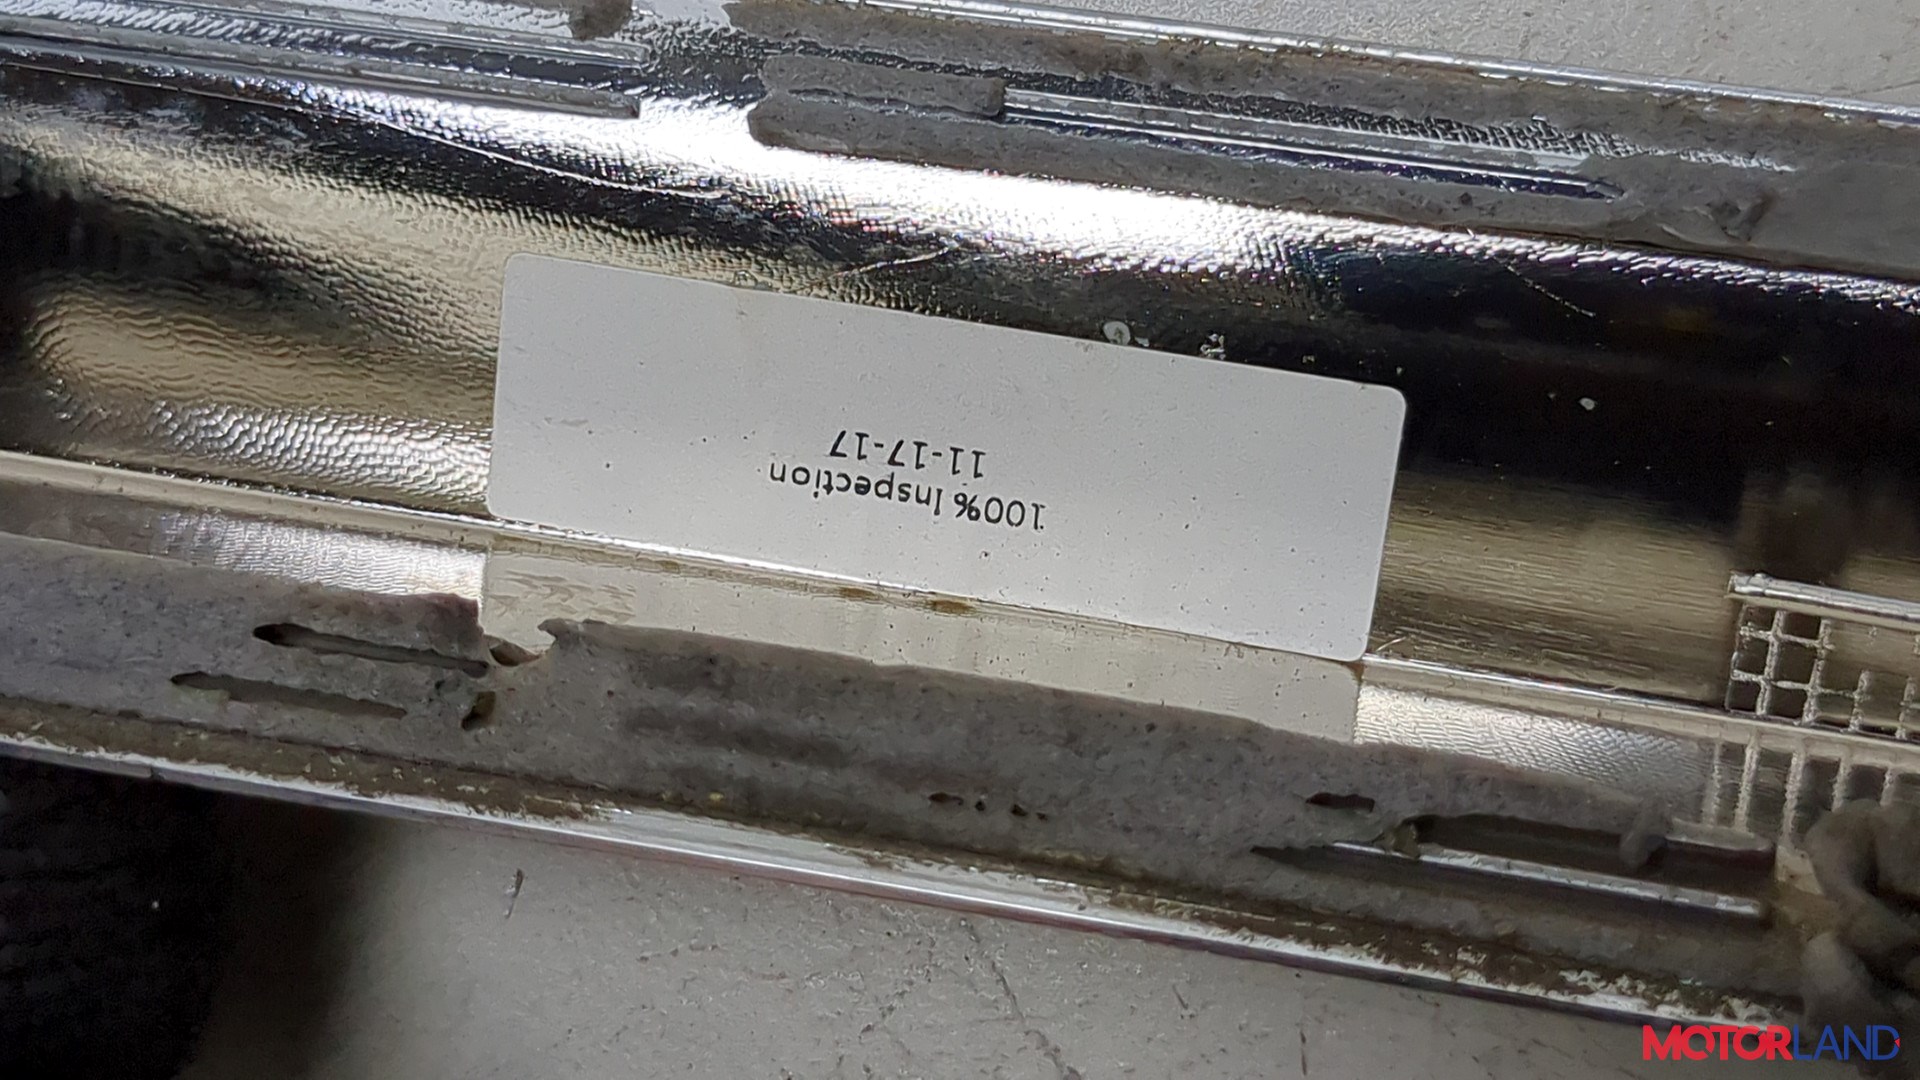 100% Inspection
11-17-17
MOTORLAND